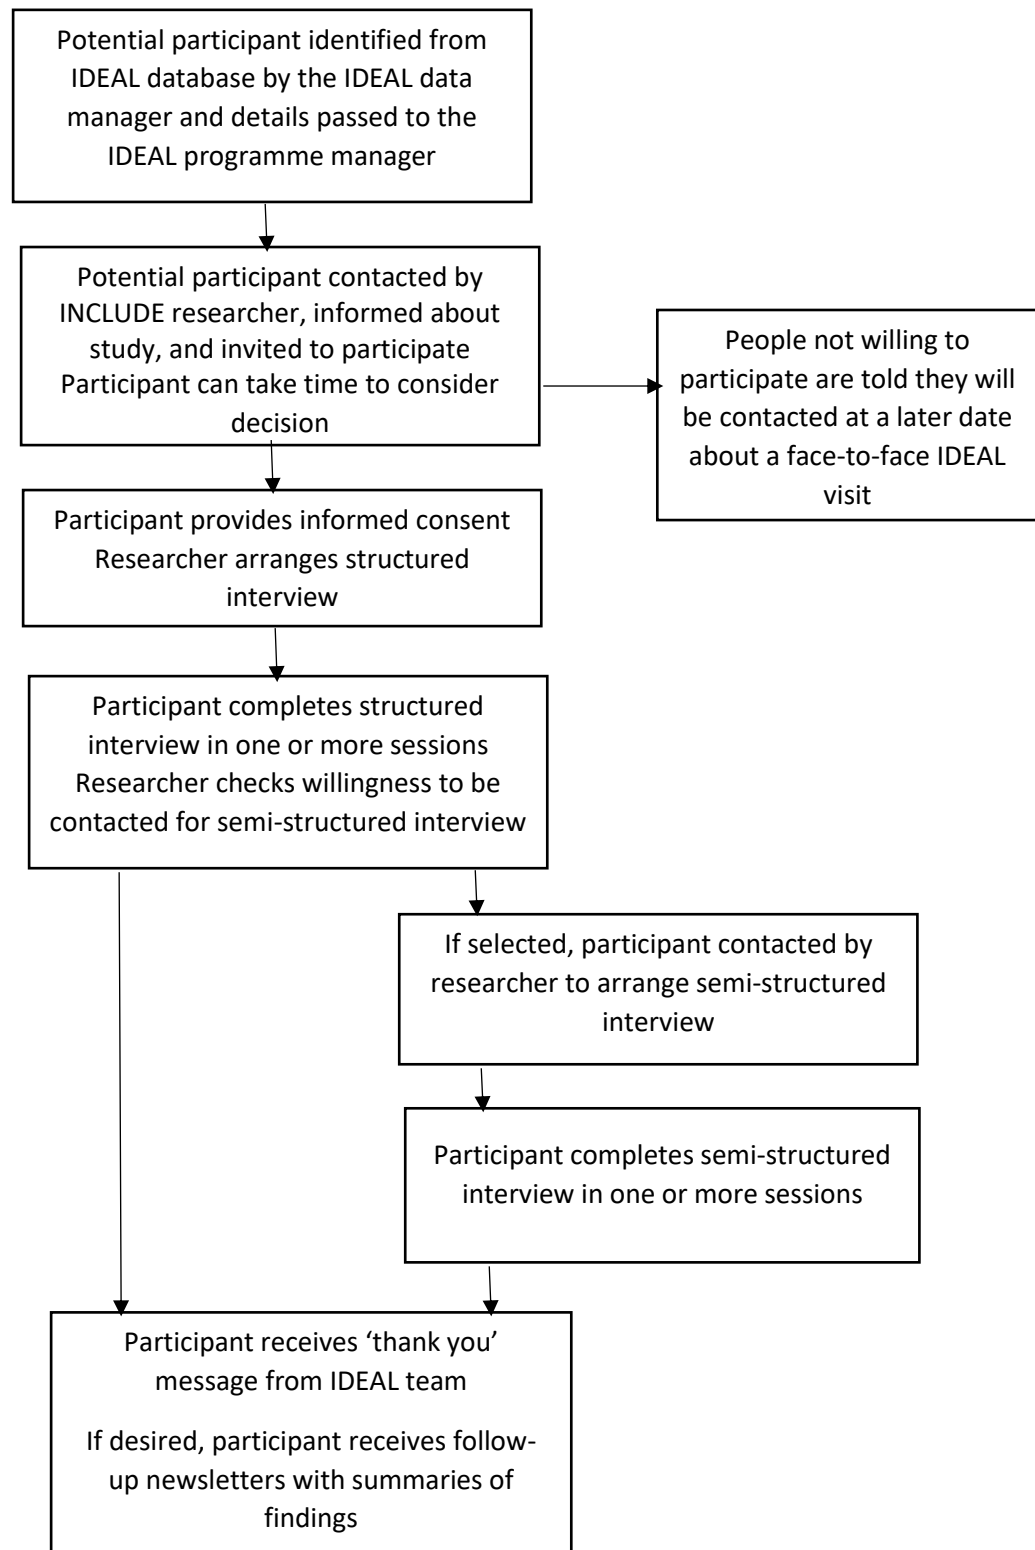 Potential participant identified from
IDEAL database by the IDEAL data
manager and details passed to the
IDEAL programme manager
Potential participant contacted by
INCLUDE researcher, informed about
study, and invited to participate
Participant can take time to consider
decision
People not willing to
participate are told they will
be contacted at a later date
about a face-to-face IDEAL
visit
Participant provides informed consent
Researcher arranges structured
interview
Participant completes structured
interview in one or more sessions
Researcher checks willingness to be
contacted for semi-structured interview
If selected, participant contacted by
researcher to arrange semi-structured
interview
Participant completes semi-structured
interview in one or more sessions
Participant receives ‘thank you’
message from IDEAL team
If desired, participant receives follow-
up newsletters with summaries of
findings